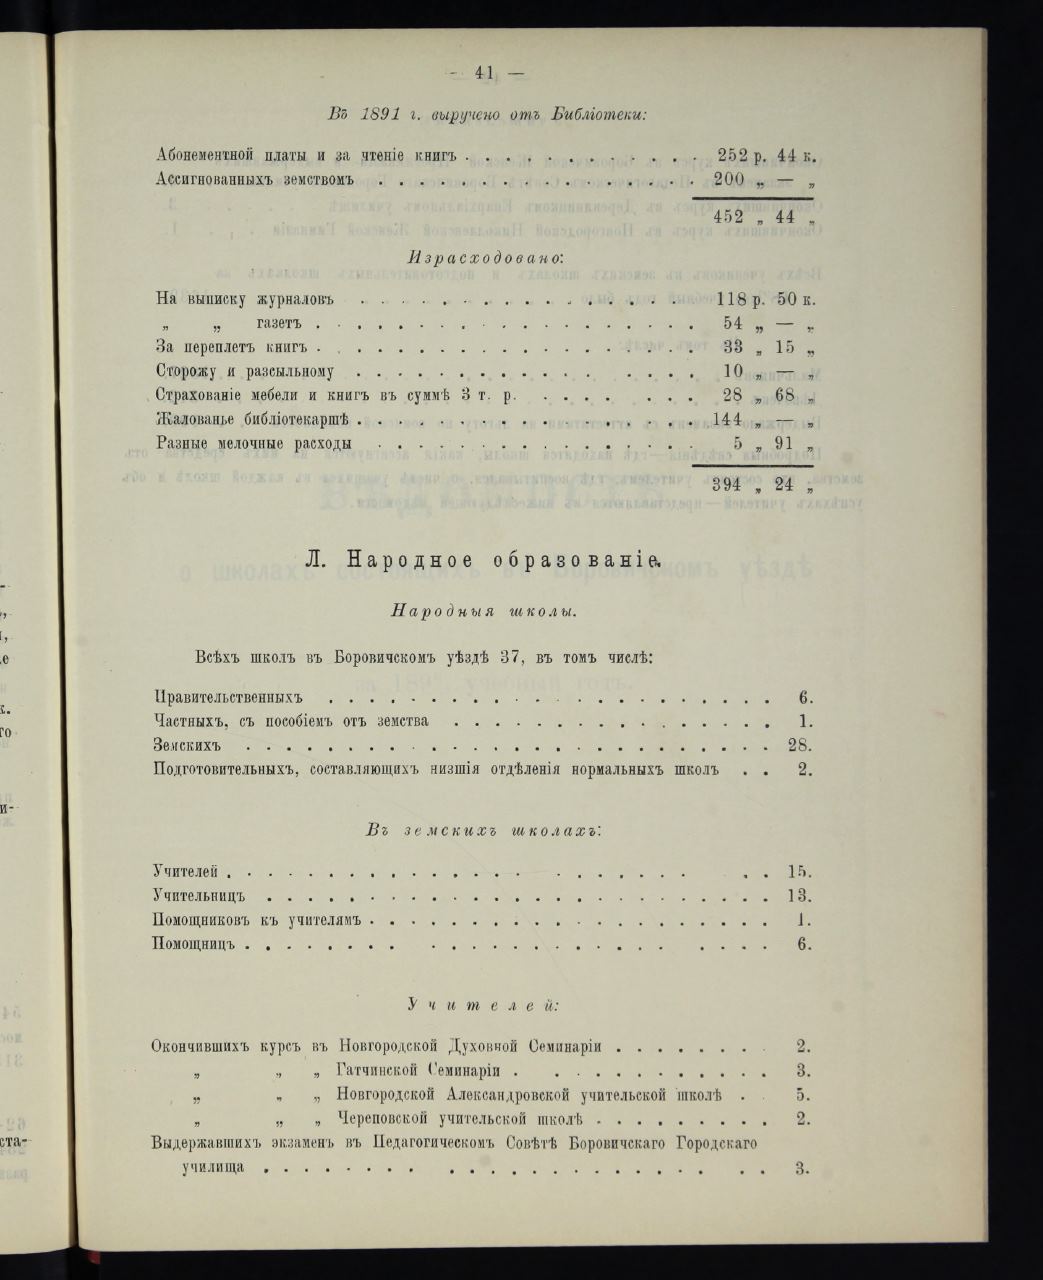 — 41 —
Въ 1891 г. выручено отъ Библіотеки:
Абонементной платы и за чтеніе книгъ . . . . . . . . . . . . 252 р. 44 к.
Ассигнованныхъ земствомъ . . . . . . . . . . . . . . . . 200 „ — „
452 „ 44 „
Израсходовано:
На выписку журналовъ . . . . . . . . . . . . . . . . 118 р. 50 к.
„ „ газетъ . . . . . . . . . . . . . . . . . . . 54 „ — „
За переплетъ книгъ . . . . . . . . . . . . . . . . . . . 33 „ 15 „
Сторожу и разсыльному . . . . . . . . . . . . . . . . 10 „ — „
Страхованіе мебели и книгъ въ суммѣ 3 т. р. . . . . . . . 28 „ 68 „
Жалованье библіотекаршѣ . . . . . . . . . . . . . . . . . 144 „ — „
Разные мелочные расходы . . . . . . . . . . . . . . . . 5 „ 91 „
394 „ 24 „
Л. Народное образованіе.
Народныя школы.
Всѣхъ школъ въ Боровичскомъ уѣздѣ 37, въ томъ числѣ:
Правительственныхъ . . . . . . . . . . . . . . . . . . . . . . 6.
Частныхъ, съ пособіемъ отъ земства . . . . . . . . . . . . . . . . 1.
Земскихъ . . . . . . . . . . . . . . . . . . . . . . . . . . 28.
Подготовительныхъ, составляющихъ низшія отдѣленія нормальныхъ школъ . . 2.
Въ земскихъ школахъ:
Учителей . . . . . . . . . . . . . . . . . . . . . . . . 15.
Учительницъ . . . . . . . . . . . . . . . . . . . . . . . . . 13.
Помощниковъ къ учителямъ . . . . . . . . . . . . . . . . . . . . 1.
Помощницъ . . . . . . . . . . . . . . . . . . . . . . . . 6.
Учителей:
Окончившихъ курсъ въ Новгородской Духовной Семинаріи . . . . . . . . 2.
„ „ „ Гатчинской Семинаріи . . . . . . . . . . . . 3.
„ „ „ Новгородской Александровской учительской школѣ . . 5.
„ „ „ Череповской учительской школѣ . . . . . . . . . 2.
Выдержавшихъ экзаменъ въ Педагогическомъ Совѣтѣ Боровичскаго Городскаго
училища . . . . . . . . . . . . . . . . . . . . . . . 3.